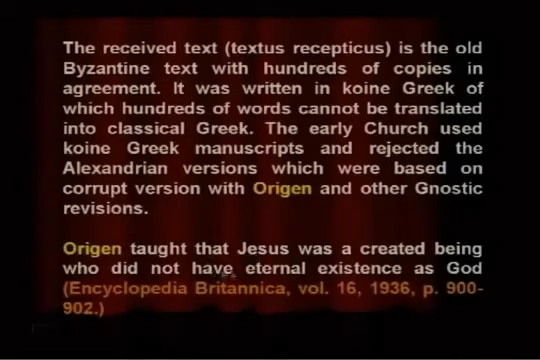 The received text (textus recepticus) is the old
Byzantine text with hundreds of copies in
agreement. It was written in koine Greek of
which hundreds of words cannot be translated
into classical Greek. The early Church used
koine Greek manuscripts and rejected the
Alexandrian versions which were based on
corrupt version with Origen and other Gnostic
revisions.
Origen taught that Jesus was a created being
who did not have eternal existence as God
(Encyclopedia Britannica, vol. 16, 1936, p. 900-
902.)